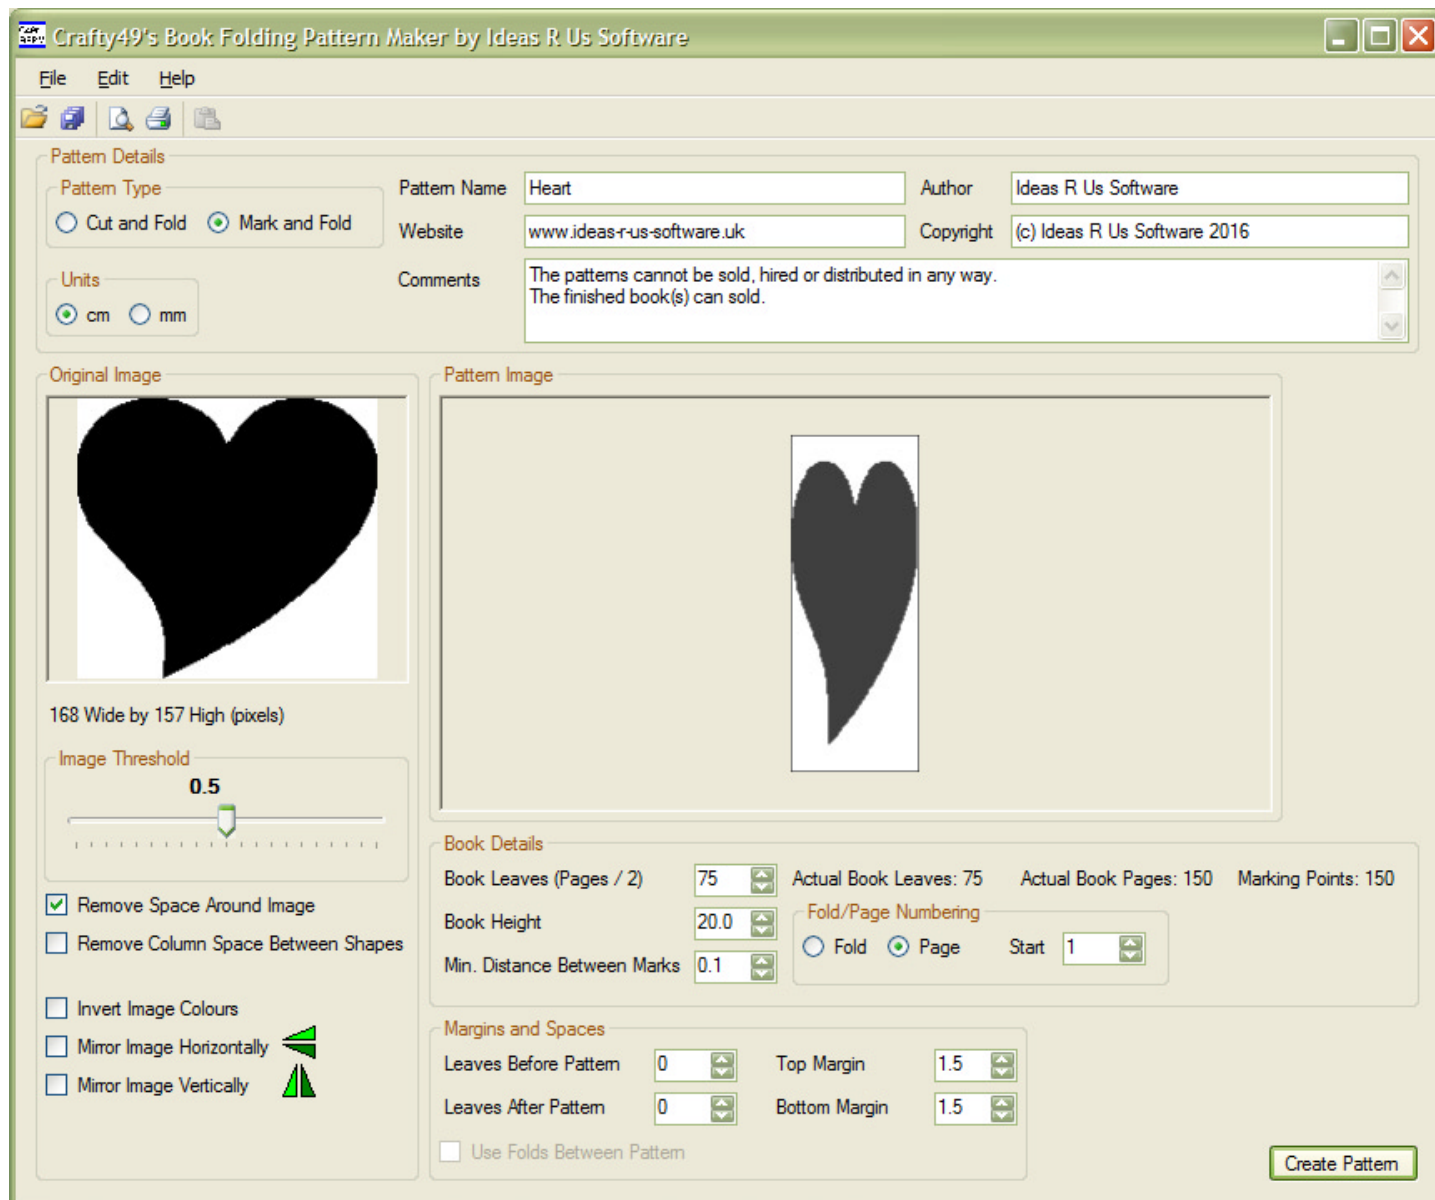 Crafty49's Book Folding Pattern Maker by Ideas R Us Software
File Edit Help
Pattern Details
Pattern Type
Cut and Fold Mark and Fold
Pattern Name Heart
Author Ideas R Us Software
Website www.ideas-r-us-software.uk
Copyright (c) Ideas R Us Software 2016
Units
cm mm
Comments The patterns cannot be sold, hired or distributed in any way.
The finished book(s) can sold.
Original Image
Pattern Image
168 Wide by 157 High (pixels)
Image Threshold
0.5
Remove Space Around Image
Remove Column Space Between Shapes
Invert Image Colours
Mirror Image Horizontally
Mirror Image Vertically
Book Details
Book Leaves (Pages / 2) 75
Actual Book Leaves: 75 Actual Book Pages: 150 Marking Points: 150
Book Height 20.0
Fold/Page Numbering
Fold Page Start 1
Min. Distance Between Marks 0.1
Margins and Spaces
Leaves Before Pattern 0 Top Margin 1.5
Leaves After Pattern 0 Bottom Margin 1.5
Use Folds Between Pattern
Create Pattern